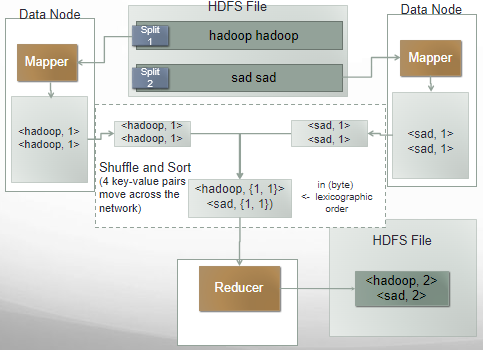 Data Node
HDFS File
Data Node
Split
1
hadoop hadoop
Split
2
sad sad
Mapper
Mapper
<hadoop, 1>
<hadoop, 1>
<hadoop, 1>
<hadoop, 1>
<sad, 1>
<sad, 1>
<sad, 1>
<sad, 1>
Shuffle and Sort
(4 key-value pairs
move across the
network)
<hadoop, {1, 1}>
<sad, {1, 1})
in (byte)
<- lexicographic
order
HDFS File
Reducer
<hadoop, 2>
<sad, 2>